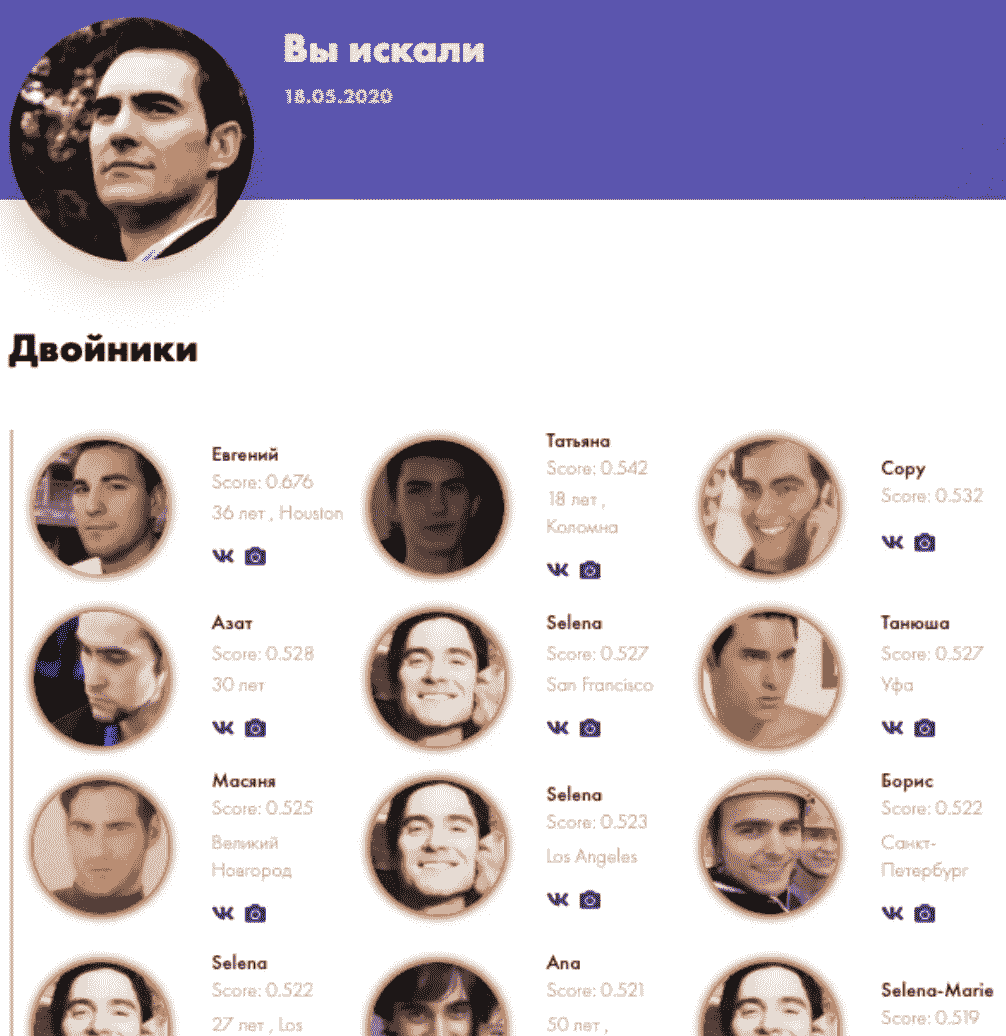 Вы искали
18.05.2020
Двойники
Евгений
Score: 0.676
36 лет , Houston
Татьяна
Score: 0.542
18 лет ,
Коломна
Сору
Score: 0.532
Азат
Score: 0.528
30 лет
Selena
Score: 0.527
San Francisco
Танюша
Score: 0.527
Уфа
Масяня
Score: 0.525
Великий
Новгород
Selena
Score: 0.523
Los Angeles
Борис
Score: 0.522
Санкт-
Петербург
Selena
Score: 0.522
27 лет , Los
Ana
Score: 0.521
50 лет ,
Selena-Marie
Score: 0.519